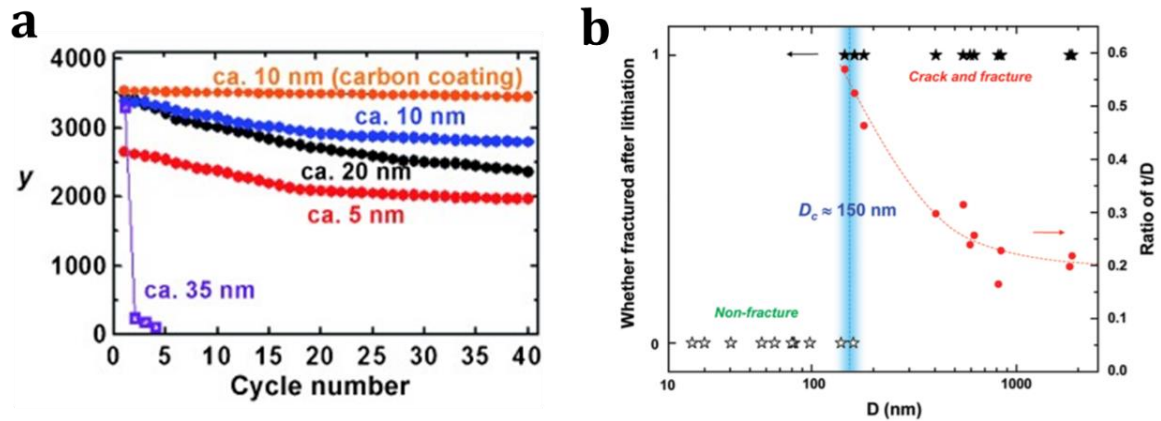 a
4000
3500
3000
2500
2000
1000
0
y
ca. 10 nm (carbon coating)
ca. 10 nm
ca. 20 nm
ca. 5 nm
ca. 35 nm
0 5 10 15 20 25 30 35 40
Cycle number
b
Whether fractured after lithiation
1
0
Crack and fracture
D_c ≈ 150 nm
Non-fracture
0.6
0.5
0.4
0.3
0.2
0.1
0.0
Ratio of t/D
10 100 1000
D (nm)